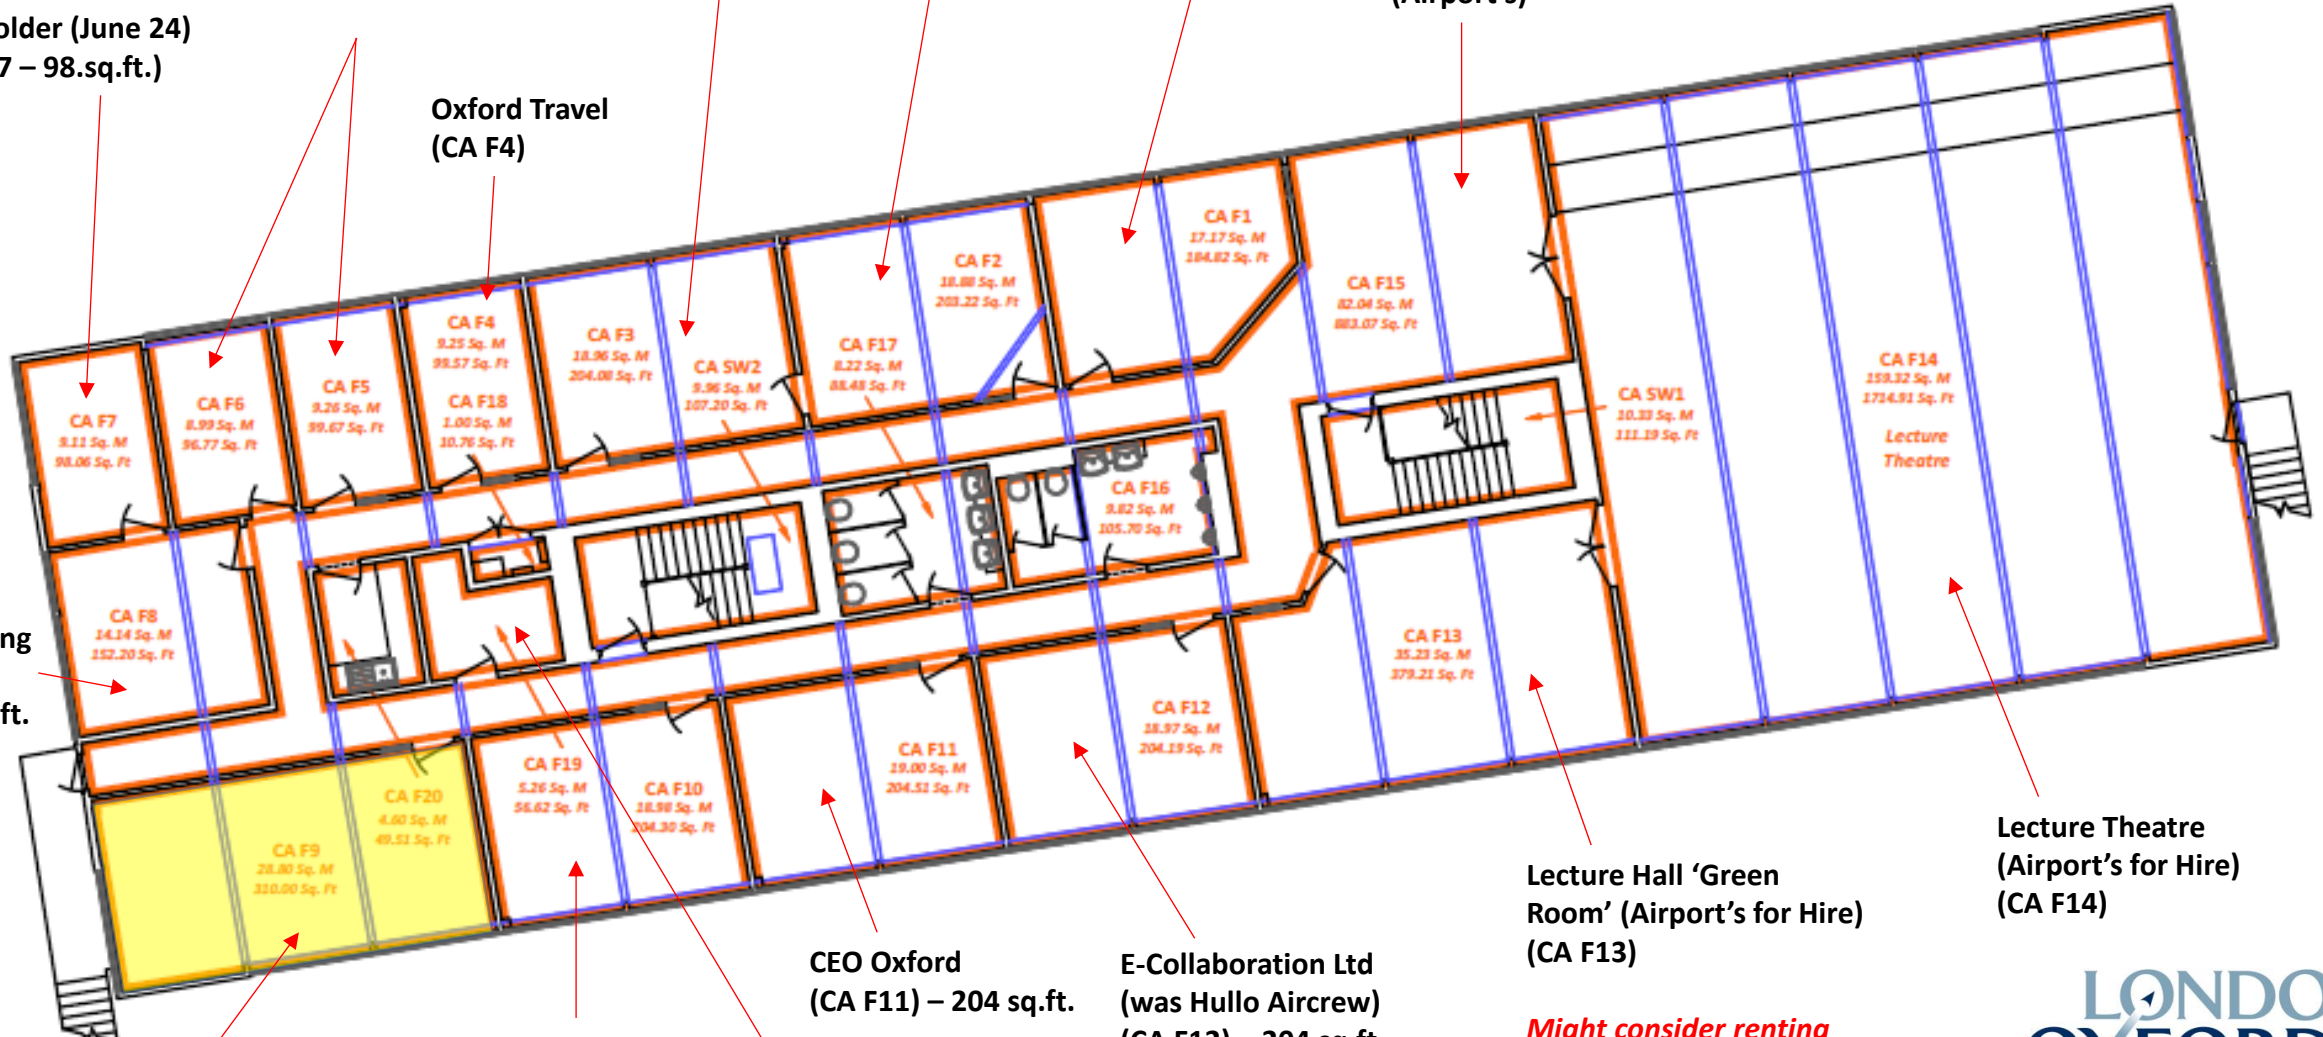 (Airport's)
older (June 24)
7 – 98.sq.ft.)
Oxford Travel
(CA F4)
CA F1
17.17 Sq. M
184.82 Sq. Ft
CA F2
18.88 Sq. M
203.22 Sq. Ft
CA F15
82.04 Sq. M
883.07 Sq. Ft
CA F4
9.25 Sq. M
99.57 Sq. Ft
CA F3
18.96 Sq. M
204.08 Sq. Ft
CA F17
8.22 Sq. M
88.48 Sq. Ft
CA SW2
9.96 Sq. M
107.20 Sq. Ft
CA F14
159.32 Sq. M
1714.91 Sq. Ft
Lecture
Theatre
CA F5
9.26 Sq. M
99.67 Sq. Ft
CA F18
1.00 Sq. M
10.76 Sq. Ft
CA F6
8.99 Sq. M
96.77 Sq. Ft
CA F7
9.11 Sq. M
98.06 Sq. Ft
CA SW1
10.33 Sq. M
111.19 Sq. Ft
CA F16
9.82 Sq. M
105.70 Sq. Ft
CA F8
14.14 Sq. M
152.20 Sq. Ft
ng
ft.
CA F13
35.23 Sq. M
379.21 Sq. Ft
CA F12
18.97 Sq. M
204.19 Sq. Ft
CA F11
19.00 Sq. M
204.51 Sq. Ft
CA F19
5.26 Sq. M
56.62 Sq. Ft
CA F10
18.98 Sq. M
204.30 Sq. Ft
CA F20
4.60 Sq. M
49.51 Sq. Ft
CA F9
28.80 Sq. M
310.00 Sq. Ft
Lecture Theatre
(Airport's for Hire)
(CA F14)
Lecture Hall 'Green
Room' (Airport's for Hire)
(CA F13)
CEO Oxford
(CA F11) – 204 sq.ft.
E-Collaboration Ltd
(was Hullo Aircrew)
(CA F12) – 204 sq.ft.
Might consider renting
LONDO
OXFORD